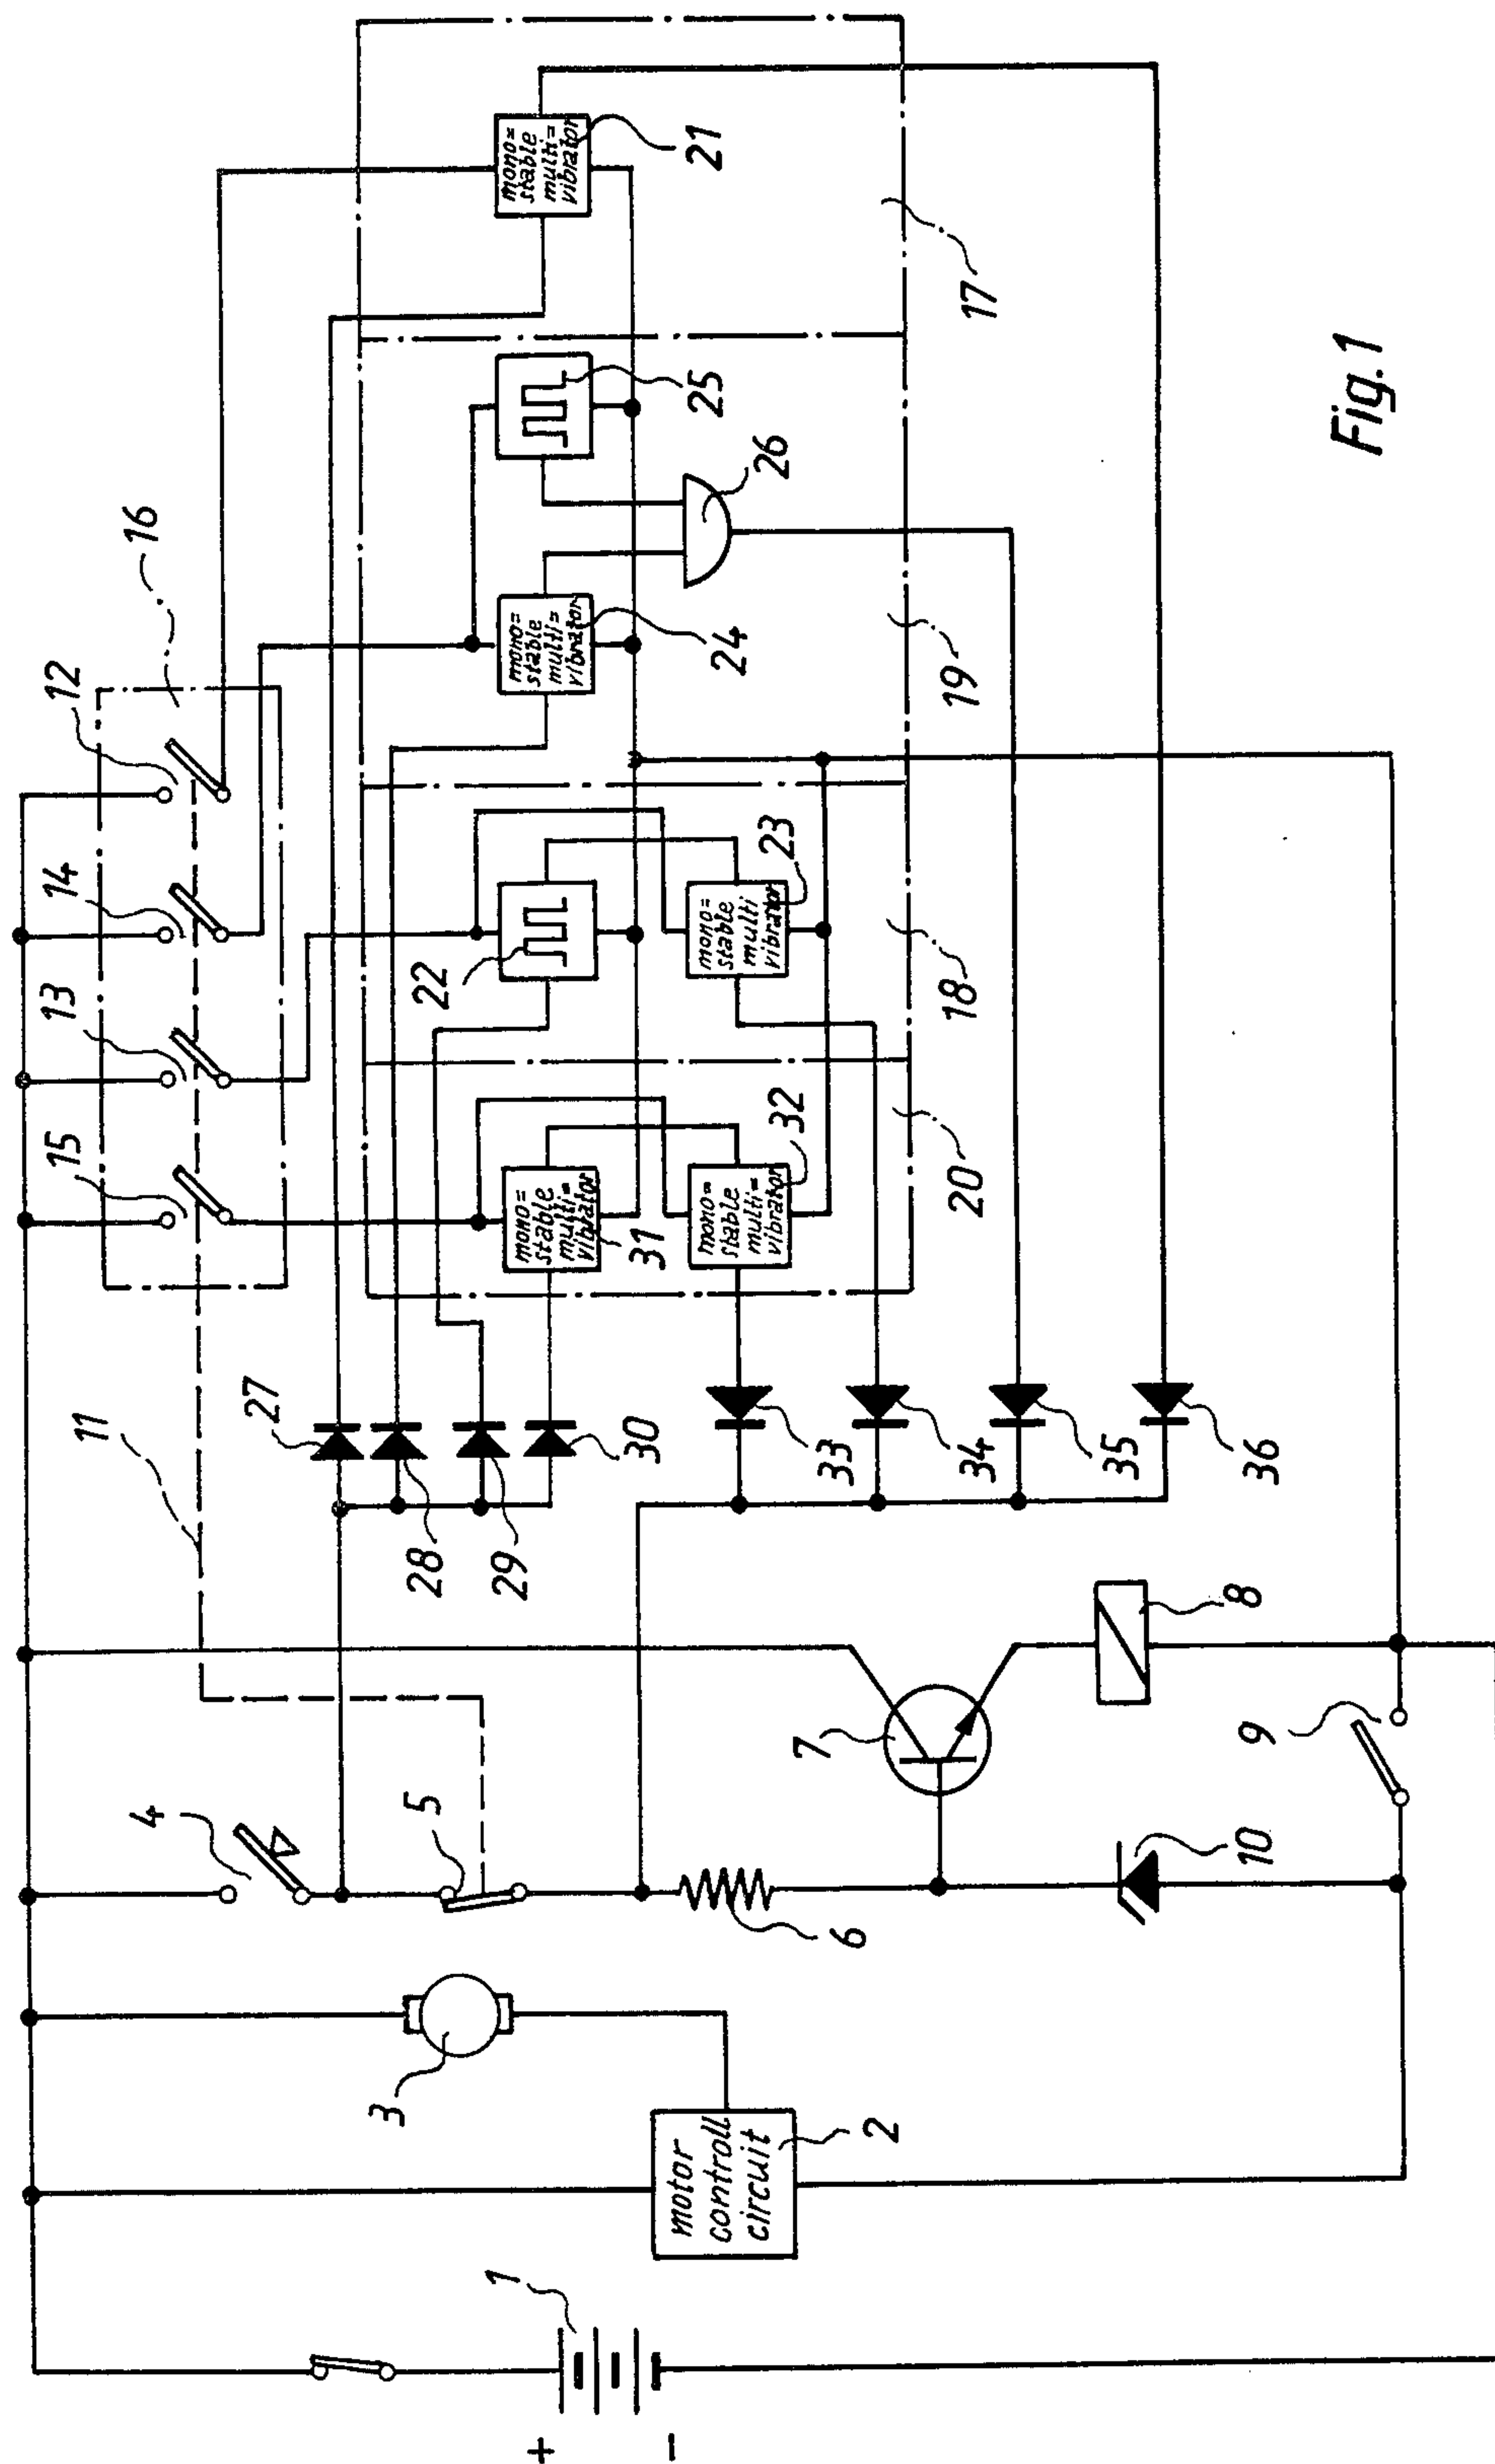 16
12
14
13
15
11
mono=
stable
multi=
vibrator
21
25
26
17
mono=
stable
multi=
vibrator
24
19
22
mono=
stable
multi
vibrator
23
18
mono=
stable
multi=
vibrator
31
mono=
stable
multi=
vibrator
32
20
27
28
29
30
33
34
35
36
4
5
6
7
8
9
10
3
motor
controll
circuit
2
1
+
-
Fig.1